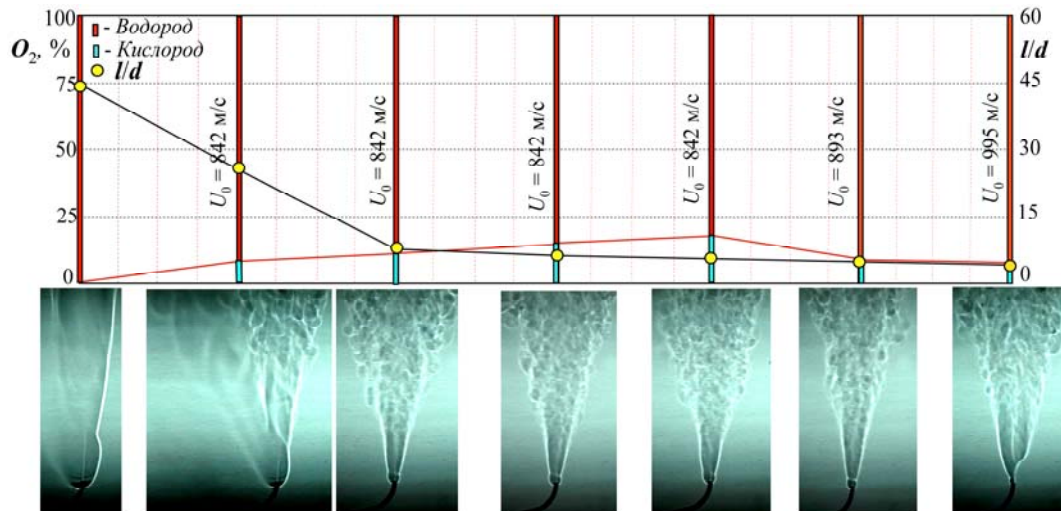 100
O₂, %
75
50
25
0
- Водород
- Кислород
l/d
U₀ = 842 м/с
U₀ = 842 м/с
U₀ = 842 м/с
U₀ = 842 м/с
U₀ = 893 м/с
U₀ = 995 м/с
60
l/d
45
30
15
0